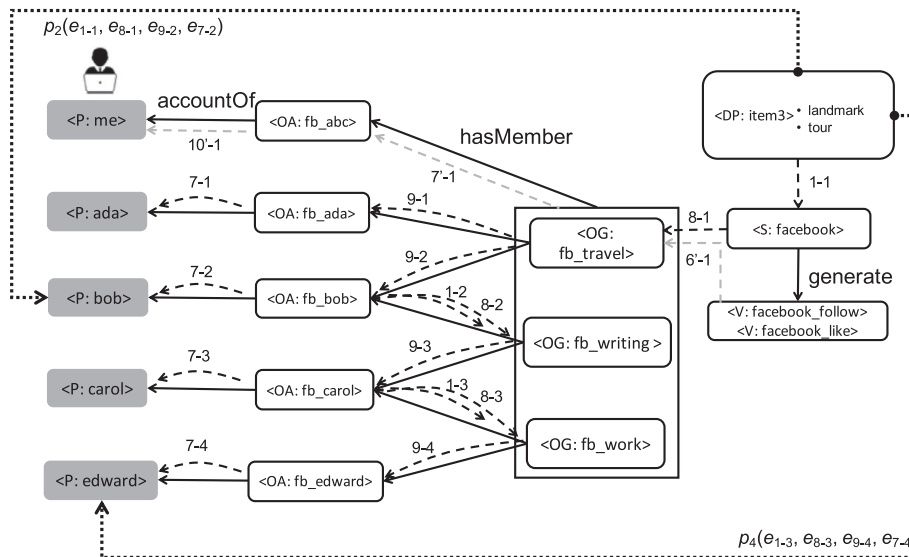 p2(e1-1, e8-1, e9-2, e7-2)
<P: me>
accountOf
<OA: fb_abc>
10'-1
hasMember
7'-1
<DP: item3>
• landmark
• tour
1-1
<P: ada>
7-1
<OA: fb_ada>
9-1
<OG:
fb_travel>
8-1
6'-1
<S: facebook>
generate
<V: facebook_follow>
<V: facebook_like>
<P: bob>
7-2
<OA: fb_bob>
9-2
1-2
8-2
<OG: fb_writing >
<P: carol>
7-3
<OA: fb_carol>
9-3
1-3
8-3
<OG: fb_work>
<P: edward>
7-4
<OA: fb_edward>
9-4
p4(e1-3, e8-3, e9-4, e7-4